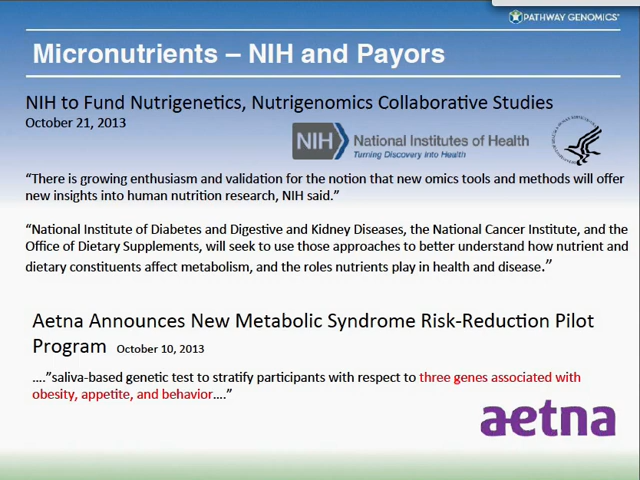 PATHWAY GENOMICS
Micronutrients – NIH and Payors
NIH to Fund Nutrigenetics, Nutrigenomics Collaborative Studies
October 21, 2013
NIH National Institutes of Health
Turning Discovery Into Health
“There is growing enthusiasm and validation for the notion that new omics tools and methods will offer
new insights into human nutrition research, NIH said.”
“National Institute of Diabetes and Digestive and Kidney Diseases, the National Cancer Institute, and the
Office of Dietary Supplements, will seek to use those approaches to better understand how nutrient and
dietary constituents affect metabolism, and the roles nutrients play in health and disease.”
Aetna Announces New Metabolic Syndrome Risk-Reduction Pilot
Program October 10, 2013
....”saliva-based genetic test to stratify participants with respect to three genes associated with
obesity, appetite, and behavior....”
aetna